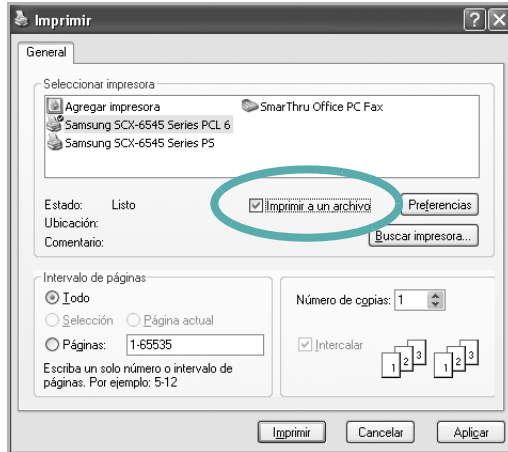 Imprimir
General
Seleccionar impresora
Agregar impresora
SmarThru Office PC Fax
Samsung SCX-6545 Series PCL 6
Samsung SCX-6545 Series PS
Estado: Listo
Imprimir a un archivo
Preferencias
Ubicación:
Comentario:
Buscar impresora...
Intervalo de páginas
Todo
Selección Página actual
Páginas: 1-65535
Escriba un solo número o intervalo de
páginas. Por ejemplo: 5-12
Número de copias: 1
Intercalar
1 2 3 1 2 3
Imprimir Cancelar Aplicar